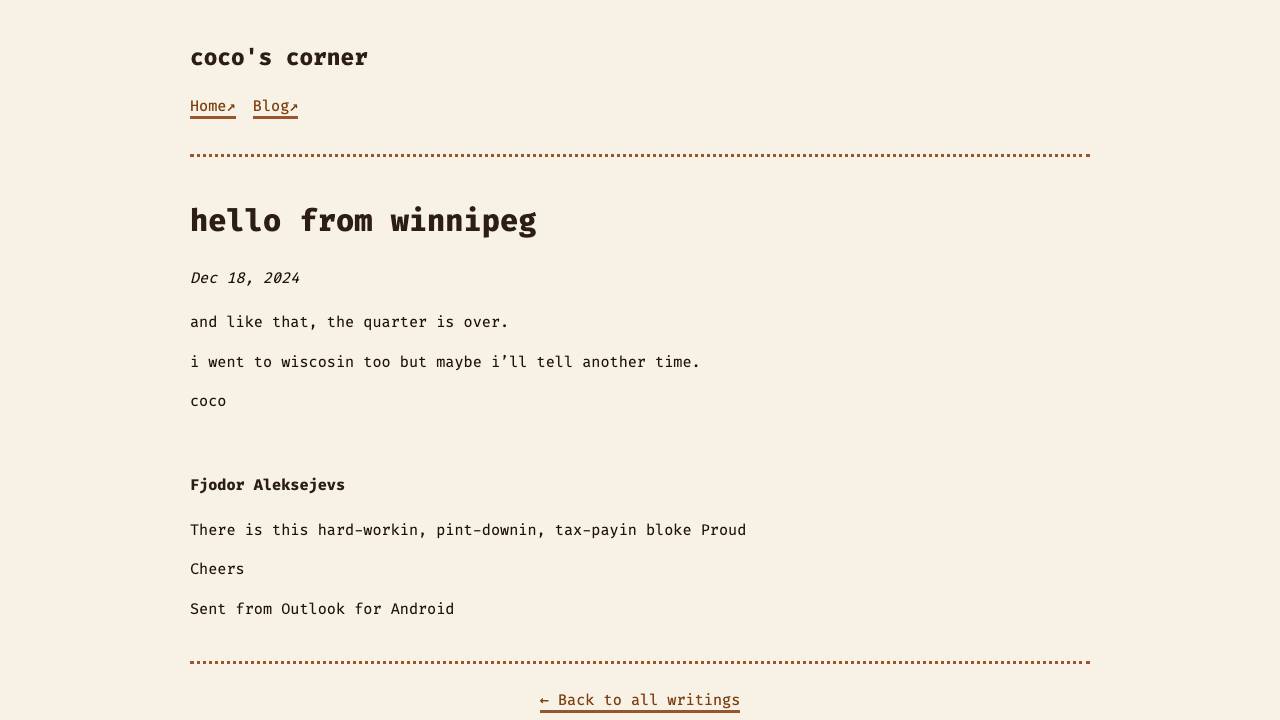 coco's corner
Home↗ Blog↗
hello from winnipeg
Dec 18, 2024
and like that, the quarter is over.
i went to wiscosin too but maybe i’ll tell another time.
coco
Fjodor Aleksejevs
There is this hard-workin, pint-downin, tax-payin bloke Proud
Cheers
Sent from Outlook for Android
← Back to all writings